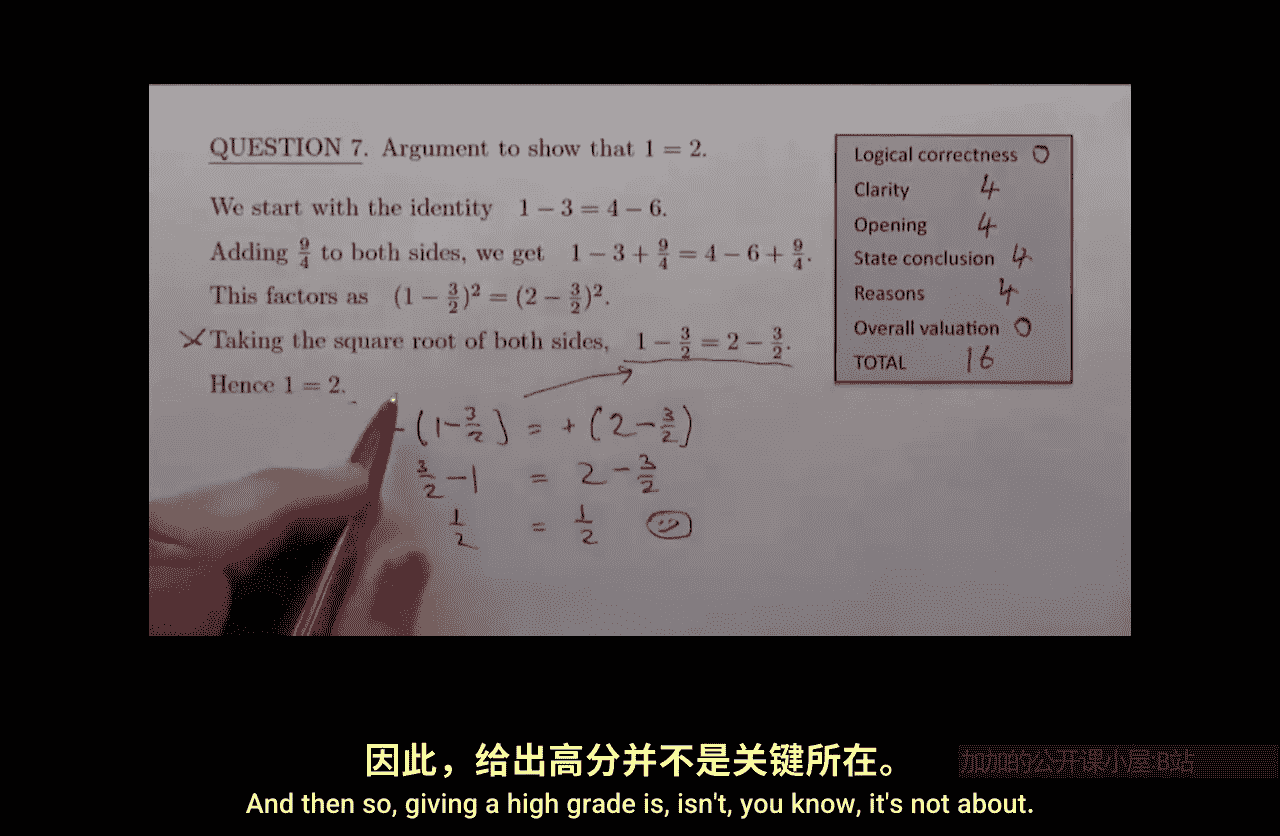 QUESTION 7. Argument to show that 1 = 2.
We start with the identity 1 − 3 = 4 − 6.
Adding 9/4 to both sides, we get 1 − 3 + 9/4 = 4 − 6 + 9/4.
This factors as (1 − 3/2)² = (2 − 3/2)².
Taking the square root of both sides, 1 − 3/2 = 2 − 3/2.
Hence 1 = 2.
−(1 − 3/2) = +(2 − 3/2)
3/2 − 1 = 2 − 3/2
1/2 = 1/2
Logical correctness 0
Clarity 4
Opening 4
State conclusion 4
Reasons 4
Overall valuation 0
TOTAL 16
因此，给出高分并不是关键所在。
加加的公开课小屋:B站
And then so, giving a high grade is, isn't, you know, it's not about.